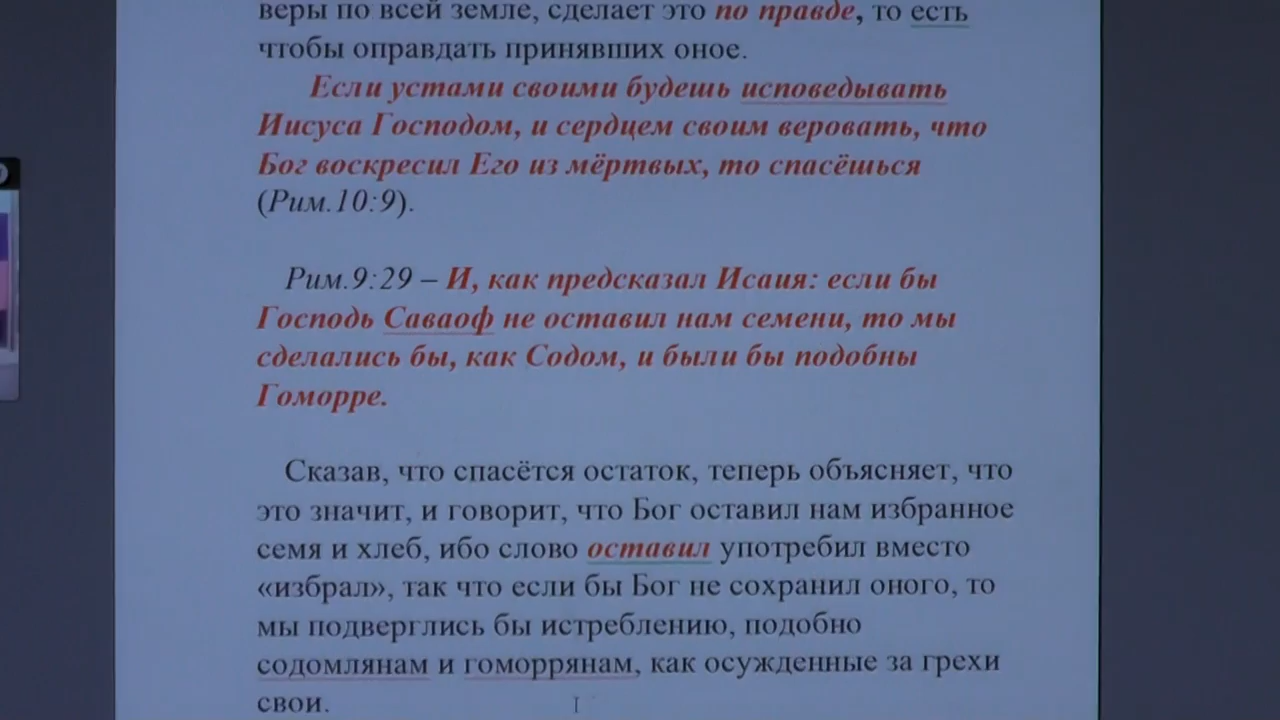 веры по всей земле, сделает это по правде, то есть
чтобы оправдать принявших оное.
Если устами своими будешь исповедывать
Иисуса Господом, и сердцем своим веровать, что
Бог воскресил Его из мёртвых, то спасёшься
(Рим.10:9).
Рим.9:29 – И, как предсказал Исаия: если бы
Господь Саваоф не оставил нам семени, то мы
сделались бы, как Содом, и были бы подобны
Гоморре.
Сказав, что спасётся остаток, теперь объясняет, что
это значит, и говорит, что Бог оставил нам избранное
семя и хлеб, ибо слово оставил употребил вместо
«избрал», так что если бы Бог не сохранил оного, то
мы подверглись бы истреблению, подобно
содомлянам и гоморрянам, как осужденные за грехи
свои.